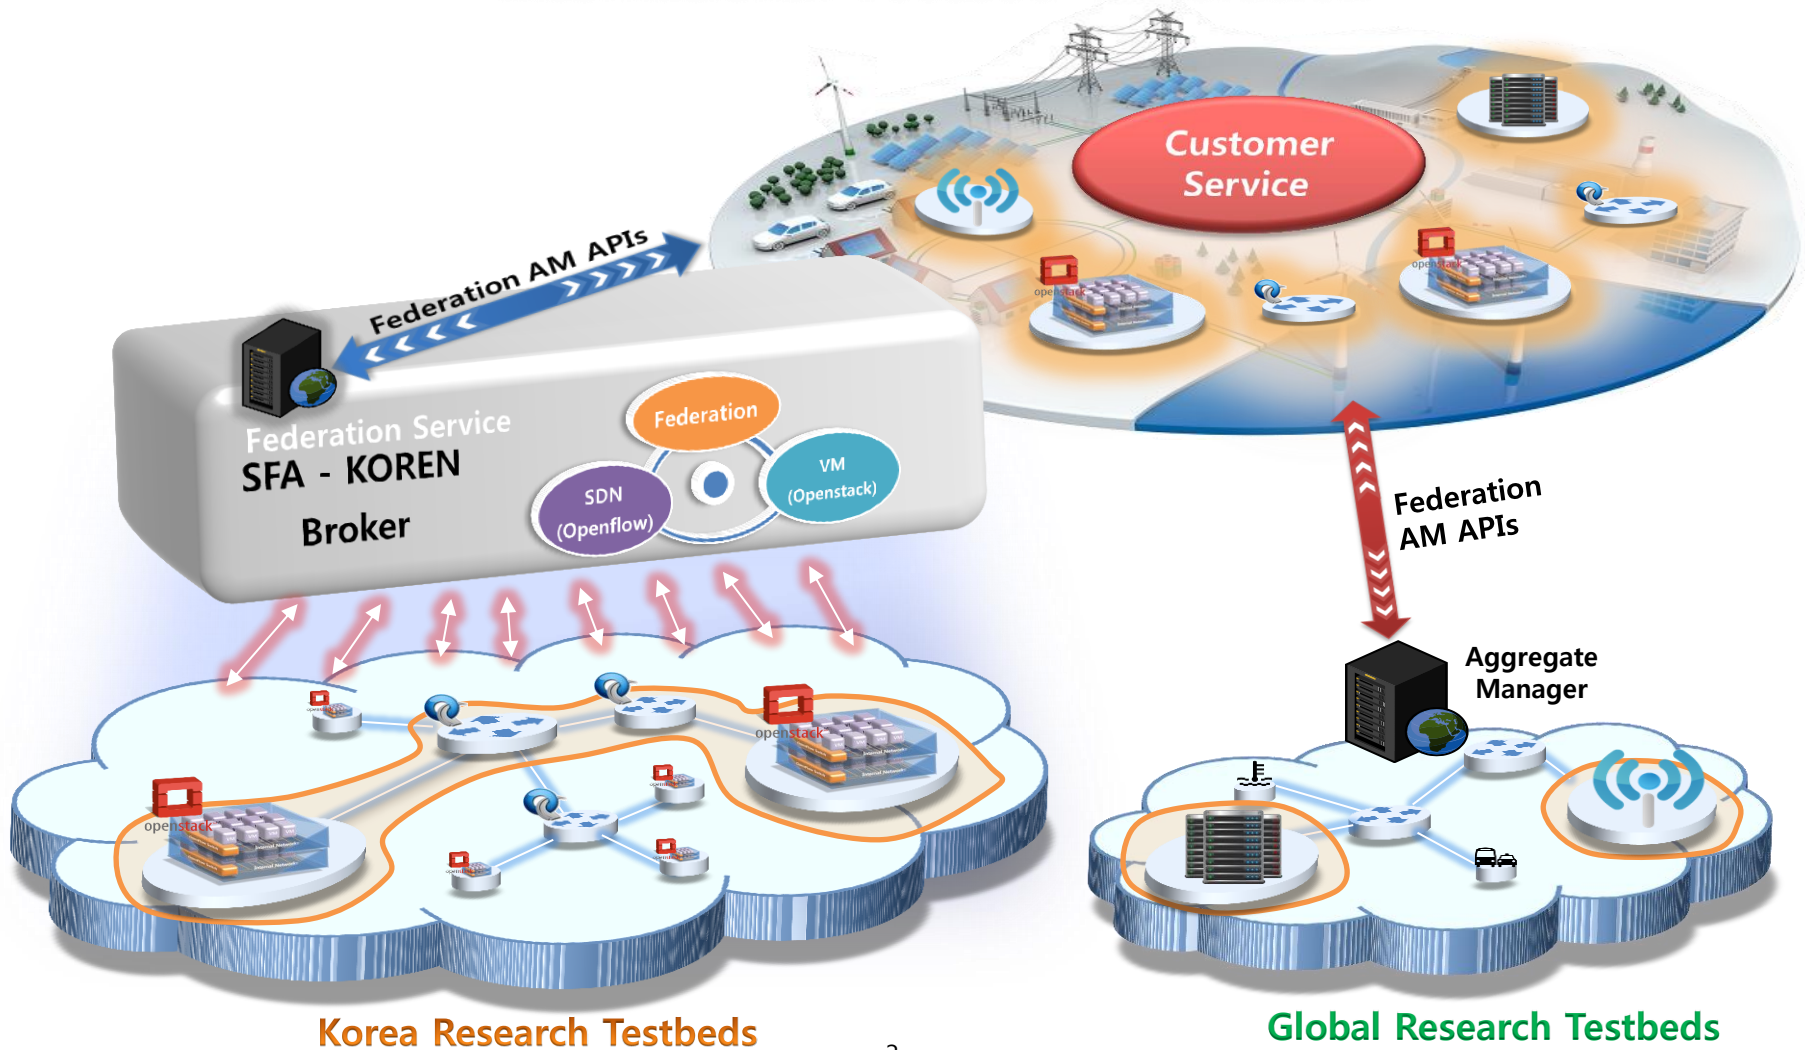 Customer
Service
Federation AM APIs
openstack
openstack
Federation Service
SFA - KOREN
Broker
Federation
SDN
(Openflow)
VM
(Openstack)
Federation
AM APIs
Aggregate
Manager
openstack
openstack
Korea Research Testbeds
Global Research Testbeds